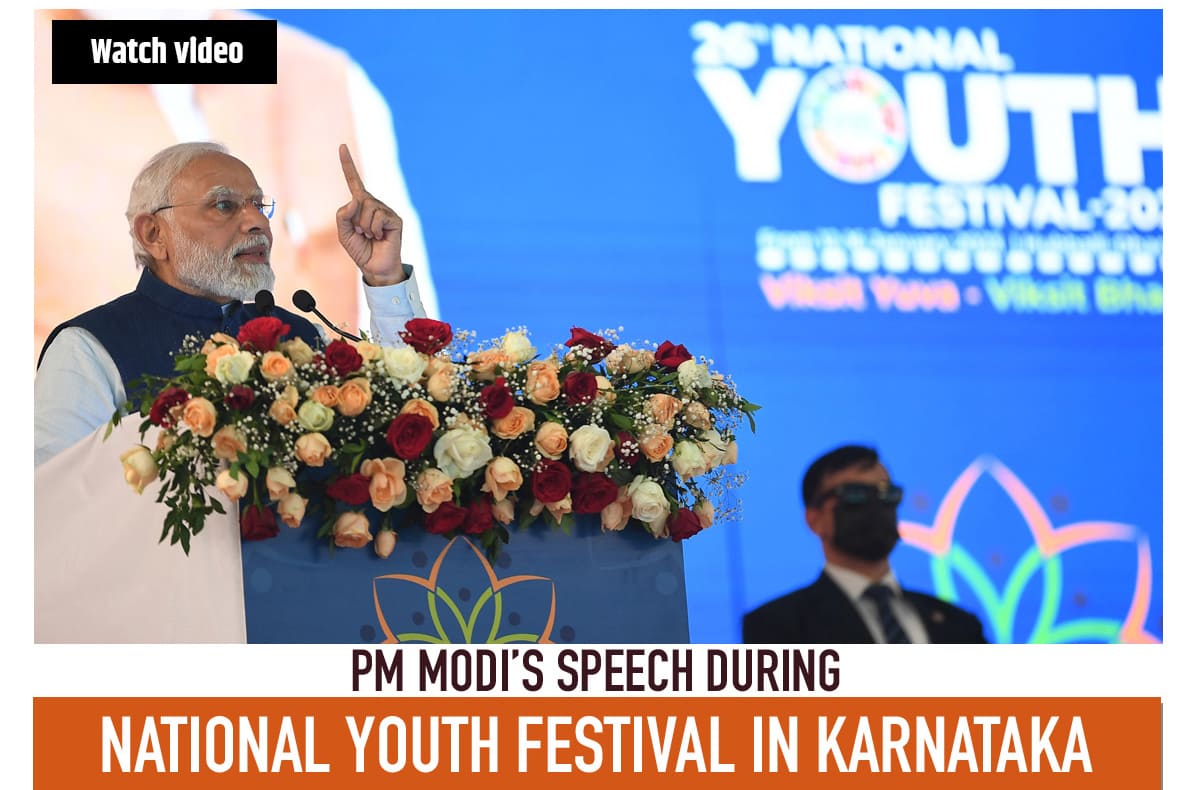 Watch video
26TH NATIONAL
YOUTH
FESTIVAL-202
Viksit Yuva - Viksit Bha
PM MODI'S SPEECH DURING
NATIONAL YOUTH FESTIVAL IN KARNATAKA